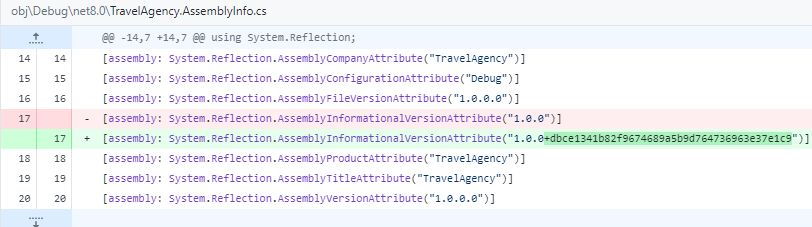 obj\Debug\net8.0\TravelAgency.AssemblyInfo.cs
@@ -14,7 +14,7 @@ using System.Reflection;
14 14 [assembly: System.Reflection.AssemblyCompanyAttribute("TravelAgency")]
15 15 [assembly: System.Reflection.AssemblyConfigurationAttribute("Debug")]
16 16 [assembly: System.Reflection.AssemblyFileVersionAttribute("1.0.0.0")]
17 - [assembly: System.Reflection.AssemblyInformationalVersionAttribute("1.0.0")]
17 + [assembly: System.Reflection.AssemblyInformationalVersionAttribute("1.0.0+dbce1341b82f9674689a5b9d764736963e37e1c9")]
18 18 [assembly: System.Reflection.AssemblyProductAttribute("TravelAgency")]
19 19 [assembly: System.Reflection.AssemblyTitleAttribute("TravelAgency")]
20 20 [assembly: System.Reflection.AssemblyVersionAttribute("1.0.0.0")]